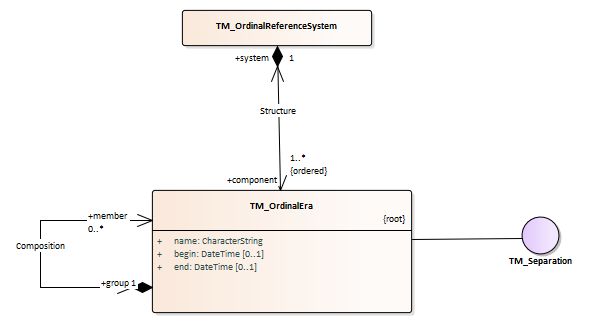 TM_OrdinalReferenceSystem
+system 1
Structure
1..*
{ordered}
+component
TM_OrdinalEra
{root}
+member
0..*
+ name: CharacterString
+ begin: DateTime [0..1]
+ end: DateTime [0..1]
Composition
TM_Separation
+group 1